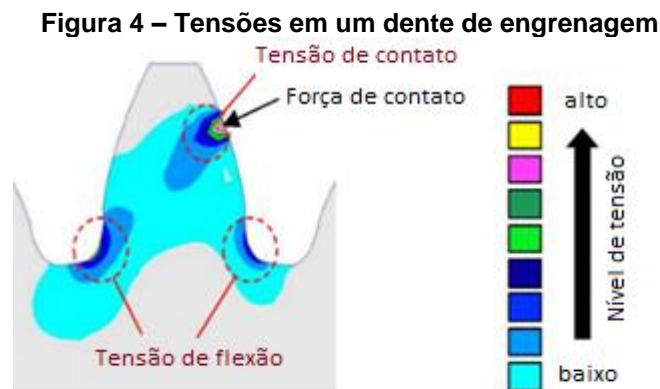 Figura 4 – Tensões em um dente de engrenagem
Tensão de contato
Força de contato
alto
Nível de tensão
baixo
Tensão de flexão